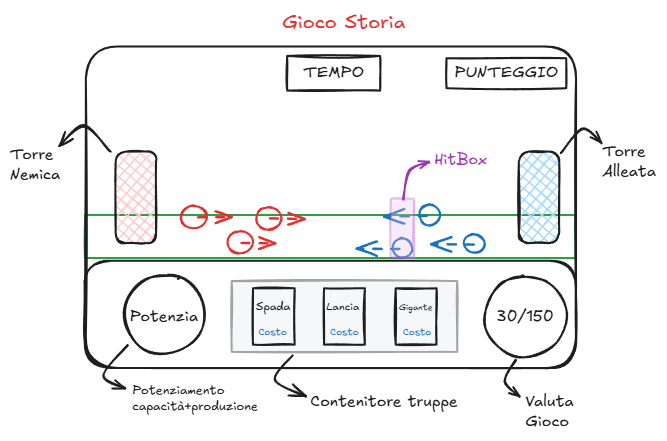 Gioco Storia
TEMPO
PUNTEGGIO
HitBox
Torre
Nemica
Torre
Alleata
Potenzia
Spada
Costo
Lancia
Costo
Gigante
Costo
30/150
Potenziamento
capacità+produzione
Contenitore truppe
Valuta
Gioco